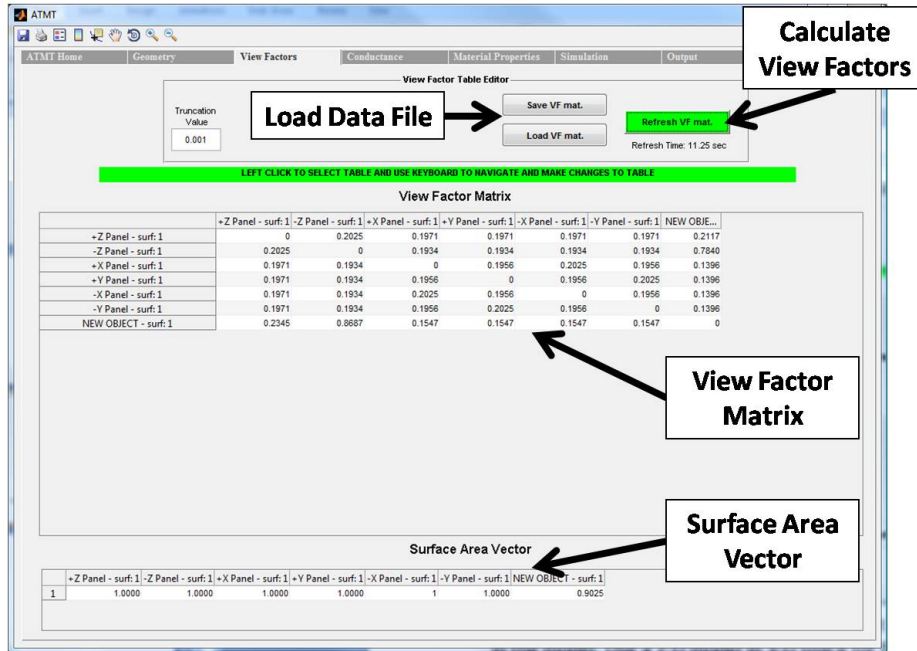 ATMT
ATMT Home Geometry View Factors Conductance Material Properties Simulation Output
Calculate View Factors
View Factor Table Editor
Truncation Value
0.001
Load Data File
Save VF mat.
Load VF mat.
Refresh VF mat.
Refresh Time: 11.25 sec
LEFT CLICK TO SELECT TABLE AND USE KEYBOARD TO NAVIGATE AND MAKE CHANGES TO TABLE
View Factor Matrix
+Z Panel - surf: 1 -Z Panel - surf: 1 +X Panel - surf: 1 +Y Panel - surf: 1 -X Panel - surf: 1 -Y Panel - surf: 1 NEW OBJE...
+Z Panel - surf: 1 0 0.2025 0.1971 0.1971 0.1971 0.1971 0.2117
-Z Panel - surf: 1 0.2025 0 0.1934 0.1934 0.1934 0.1934 0.7840
+X Panel - surf: 1 0.1971 0.1934 0 0.1956 0.2025 0.1956 0.1396
+Y Panel - surf: 1 0.1971 0.1934 0.1956 0 0.1956 0.2025 0.1396
-X Panel - surf: 1 0.1971 0.1934 0.2025 0.1956 0 0.1956 0.1396
-Y Panel - surf: 1 0.1971 0.1934 0.1956 0.2025 0.1956 0 0.1396
NEW OBJECT - surf: 1 0.2345 0.8687 0.1547 0.1547 0.1547 0.1547 0
View Factor Matrix
Surface Area Vector
Surface Area Vector
+Z Panel - surf: 1 -Z Panel - surf: 1 +X Panel - surf: 1 +Y Panel - surf: 1 -X Panel - surf: 1 -Y Panel - surf: 1 NEW OBJECT - surf: 1
1 1.0000 1.0000 1.0000 1.0000 1 1.0000 0.9025